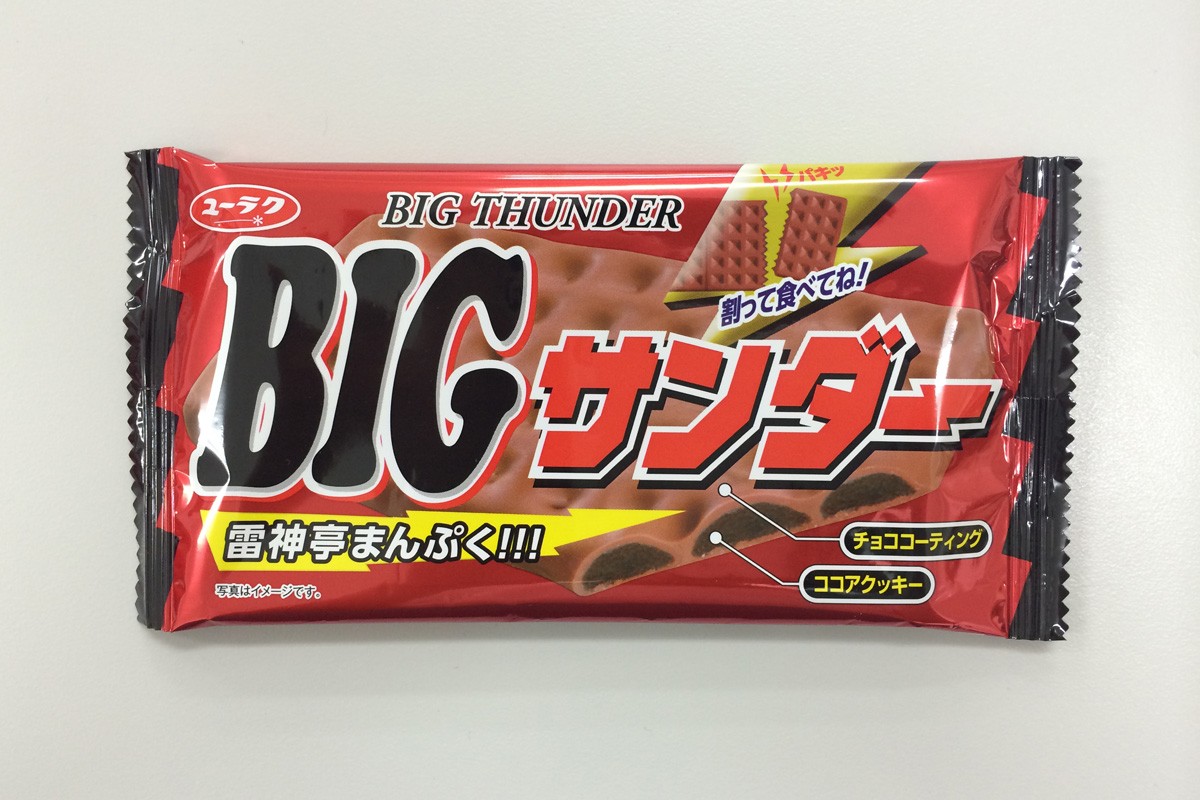 ユーラク
BIG THUNDER
パキッ
割って食べてね!
BIG サンダー
雷神亭まんぷく!!!
チョココーティング
ココアクッキー
写真はイメージです。